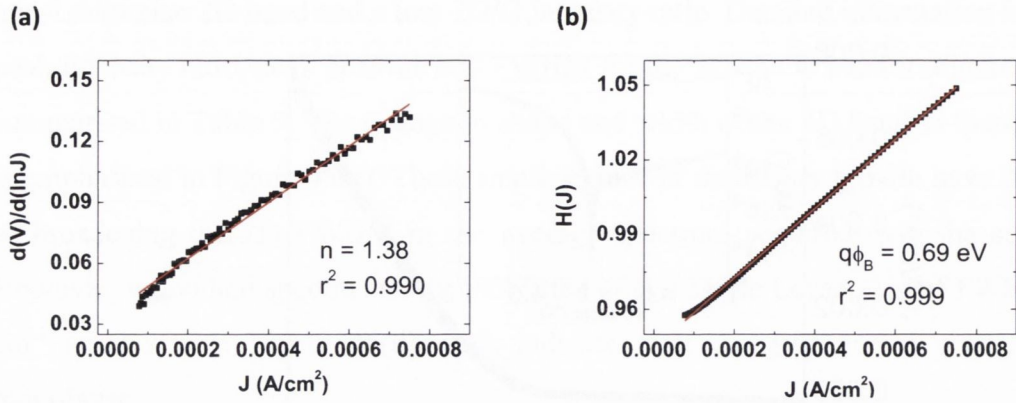 (a)
(b)
d(V)/d(lnJ)
0.15
0.12
0.09
0.06
0.03
n = 1.38
r² = 0.990
0.0000 0.0002 0.0004 0.0006 0.0008
J (A/cm²)
H(J)
1.05
1.02
0.99
0.96
qϕB = 0.69 eV
r² = 0.999
0.0000 0.0002 0.0004 0.0006 0.0008
J (A/cm²)